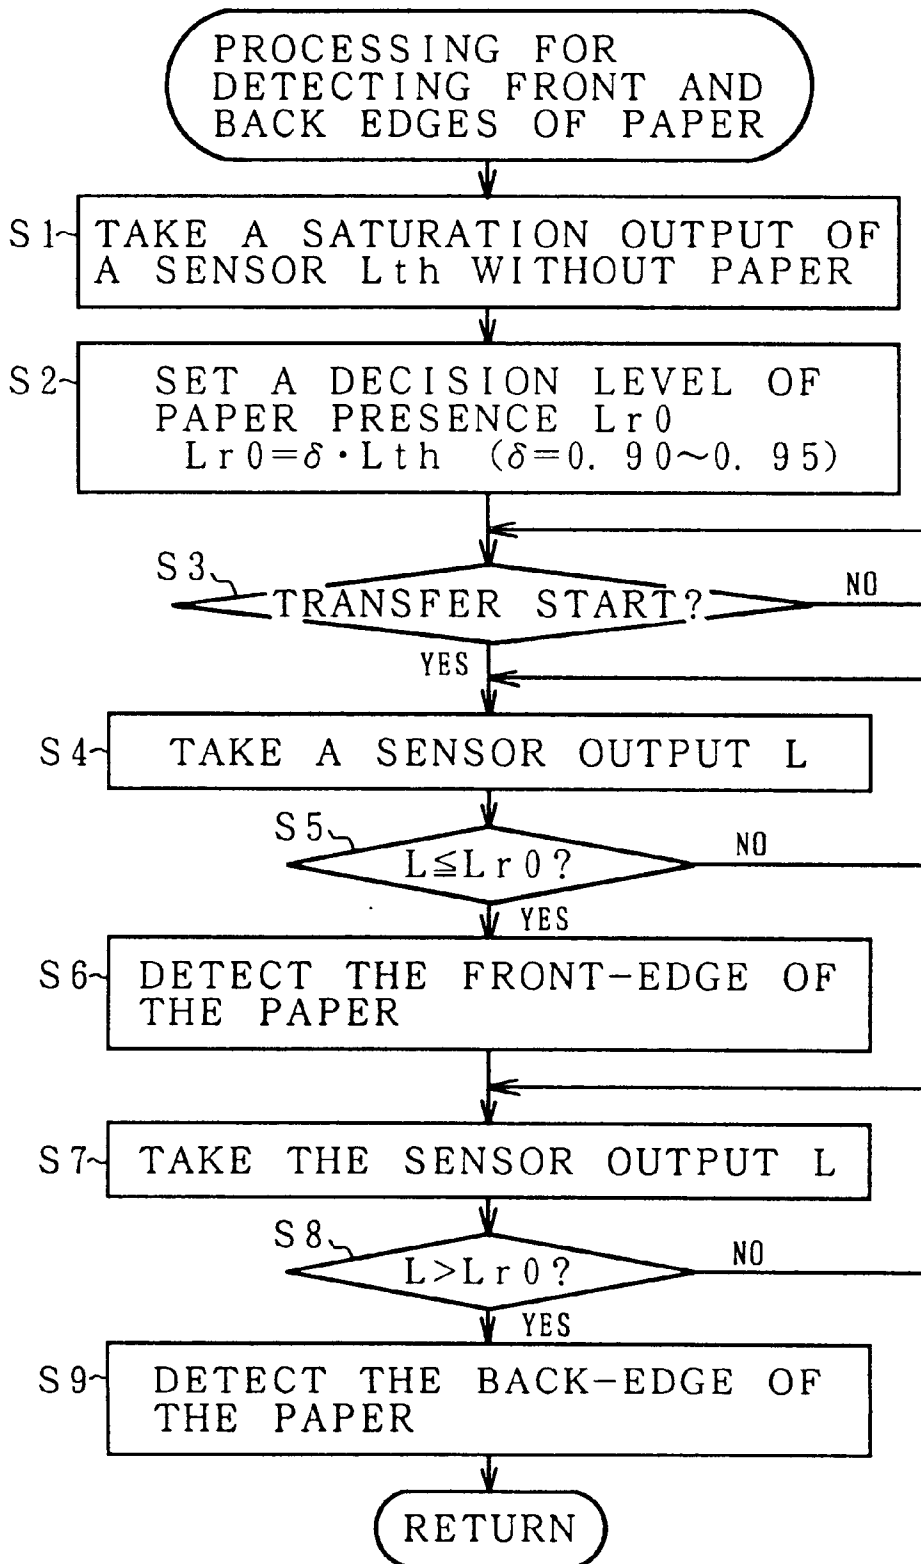 PROCESSING FOR
DETECTING FRONT AND
BACK EDGES OF PAPER
S1
TAKE A SATURATION OUTPUT OF
A SENSOR Lth WITHOUT PAPER
S2
SET A DECISION LEVEL OF
PAPER PRESENCE Lr0
Lr0=δ·Lth (δ=0.90~0.95)
S3
TRANSFER START?
NO
YES
S4
TAKE A SENSOR OUTPUT L
S5
L≦Lr0?
NO
YES
S6
DETECT THE FRONT-EDGE OF
THE PAPER
S7
TAKE THE SENSOR OUTPUT L
S8
L>Lr0?
NO
YES
S9
DETECT THE BACK-EDGE OF
THE PAPER
RETURN